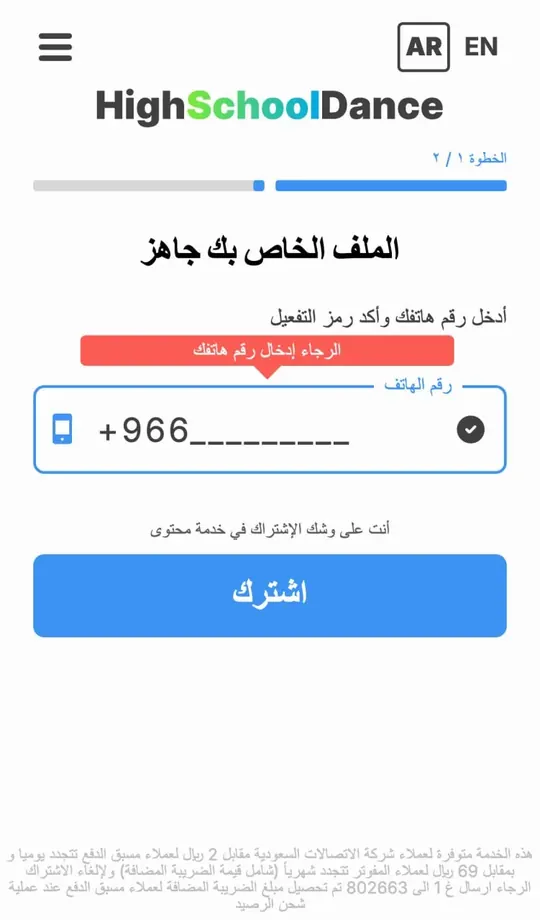 AR EN
HighSchoolDance
الخطوة ١ / ٢
الملف الخاص بك جاهز
أدخل رقم هاتفك وأكد رمز التفعيل
الرجاء إدخال رقم هاتفك
رقم الهاتف
+966_________
أنت على وشك الإشتراك في خدمة محتوى
اشترك
هذه الخدمة متوفرة لعملاء شركة الاتصالات السعودية مقابل 2 ريال لعملاء مسبق الدفع تتجدد يوميا و
بمقابل 69 ريال لعملاء المفوتر تتجدد شهرياً (شامل قيمة الضريبة المضافة) ولإلغاء الاشتراك
الرجاء ارسال غ 1 الى 802663 تم تحصيل مبلغ الضريبة المضافة لعملاء مسبق الدفع عند عملية
شحن الرصيد